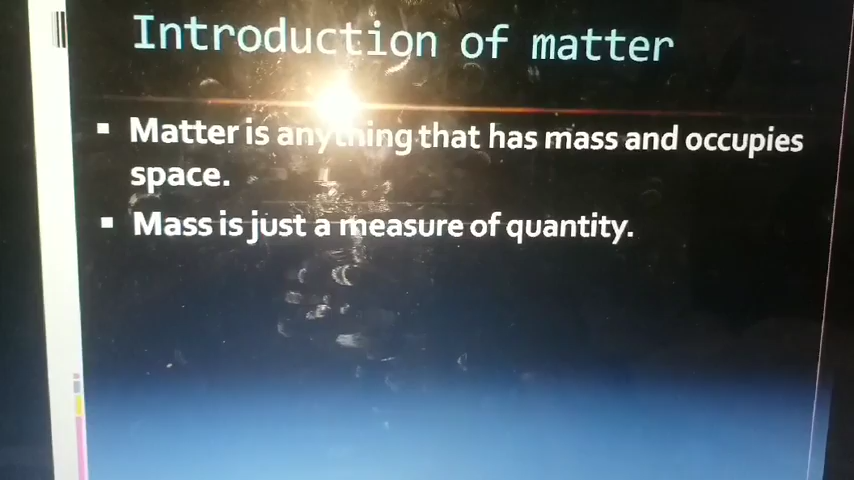 Introduction of matter
▪ Matter is anything that has mass and occupies
space.
▪ Mass is just a measure of quantity.